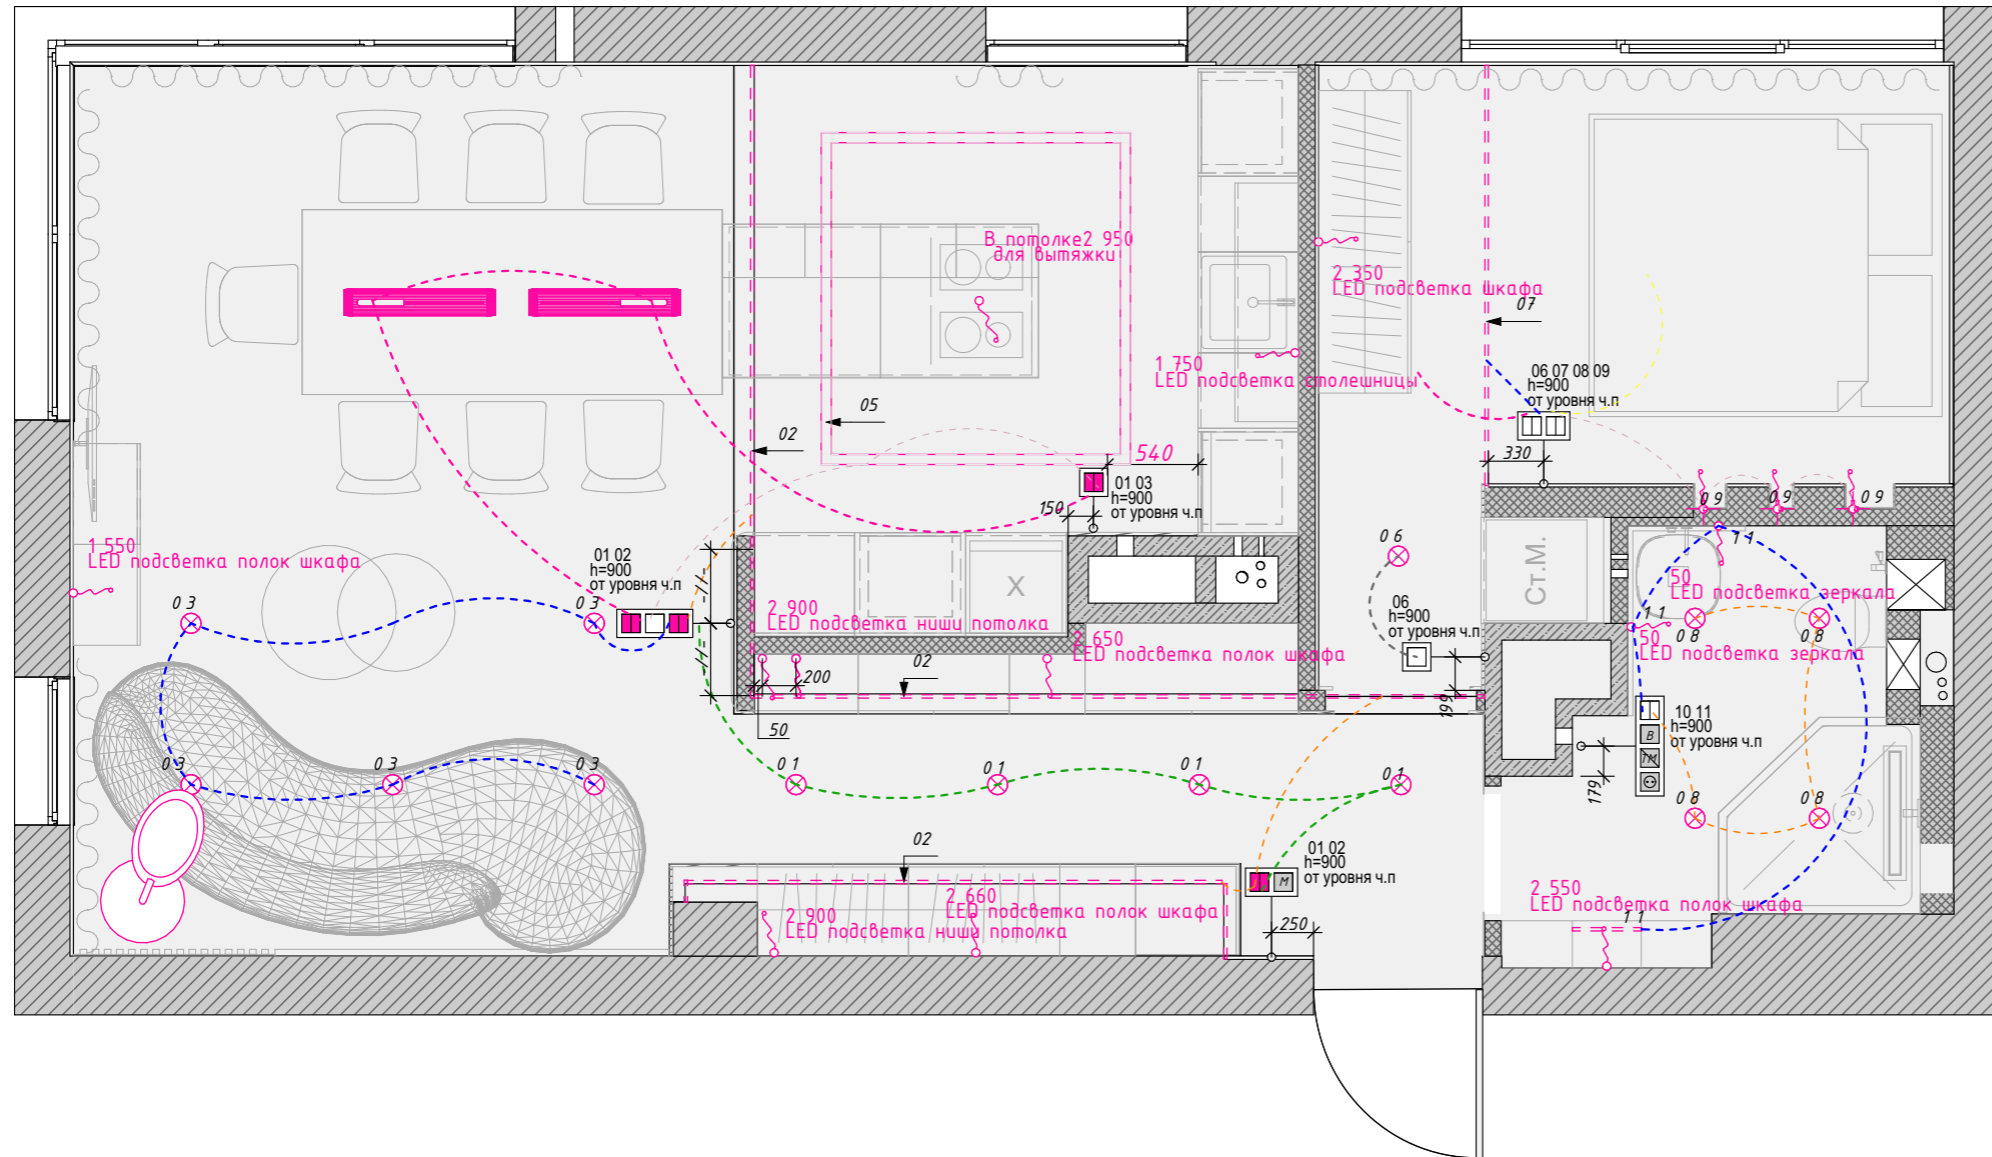 В потолке2 950
для вытяжки
2 350
LED подсветка шкафа
07
1 750
LED подсветка столешницы
06 07 08 09
h=900
от уровня ч.п
05
02
540
330
01 03
h=900
от уровня ч.п
150
09
09
09
11
1 550
LED подсветка полок шкафа
01 02
h=900
от уровня ч.п
06
Ст.М.
X
50
LED подсветка зеркала
03
03
2 900
LED подсветка ниши потолка
06
h=900
от уровня ч.п
11
08
08
50
LED подсветка зеркала
2 650
LED подсветка полок шкафа
02
200
199
50
10 11
h=900
от уровня ч.п
В
ТМ
179
03
03
03
01
01
01
01
08
08
02
01 02
h=900
от уровня ч.п
М
2 660
LED подсветка полок шкафа
2 900
LED подсветка ниши потолка
250
2 550
LED подсветка полок шкафа
11